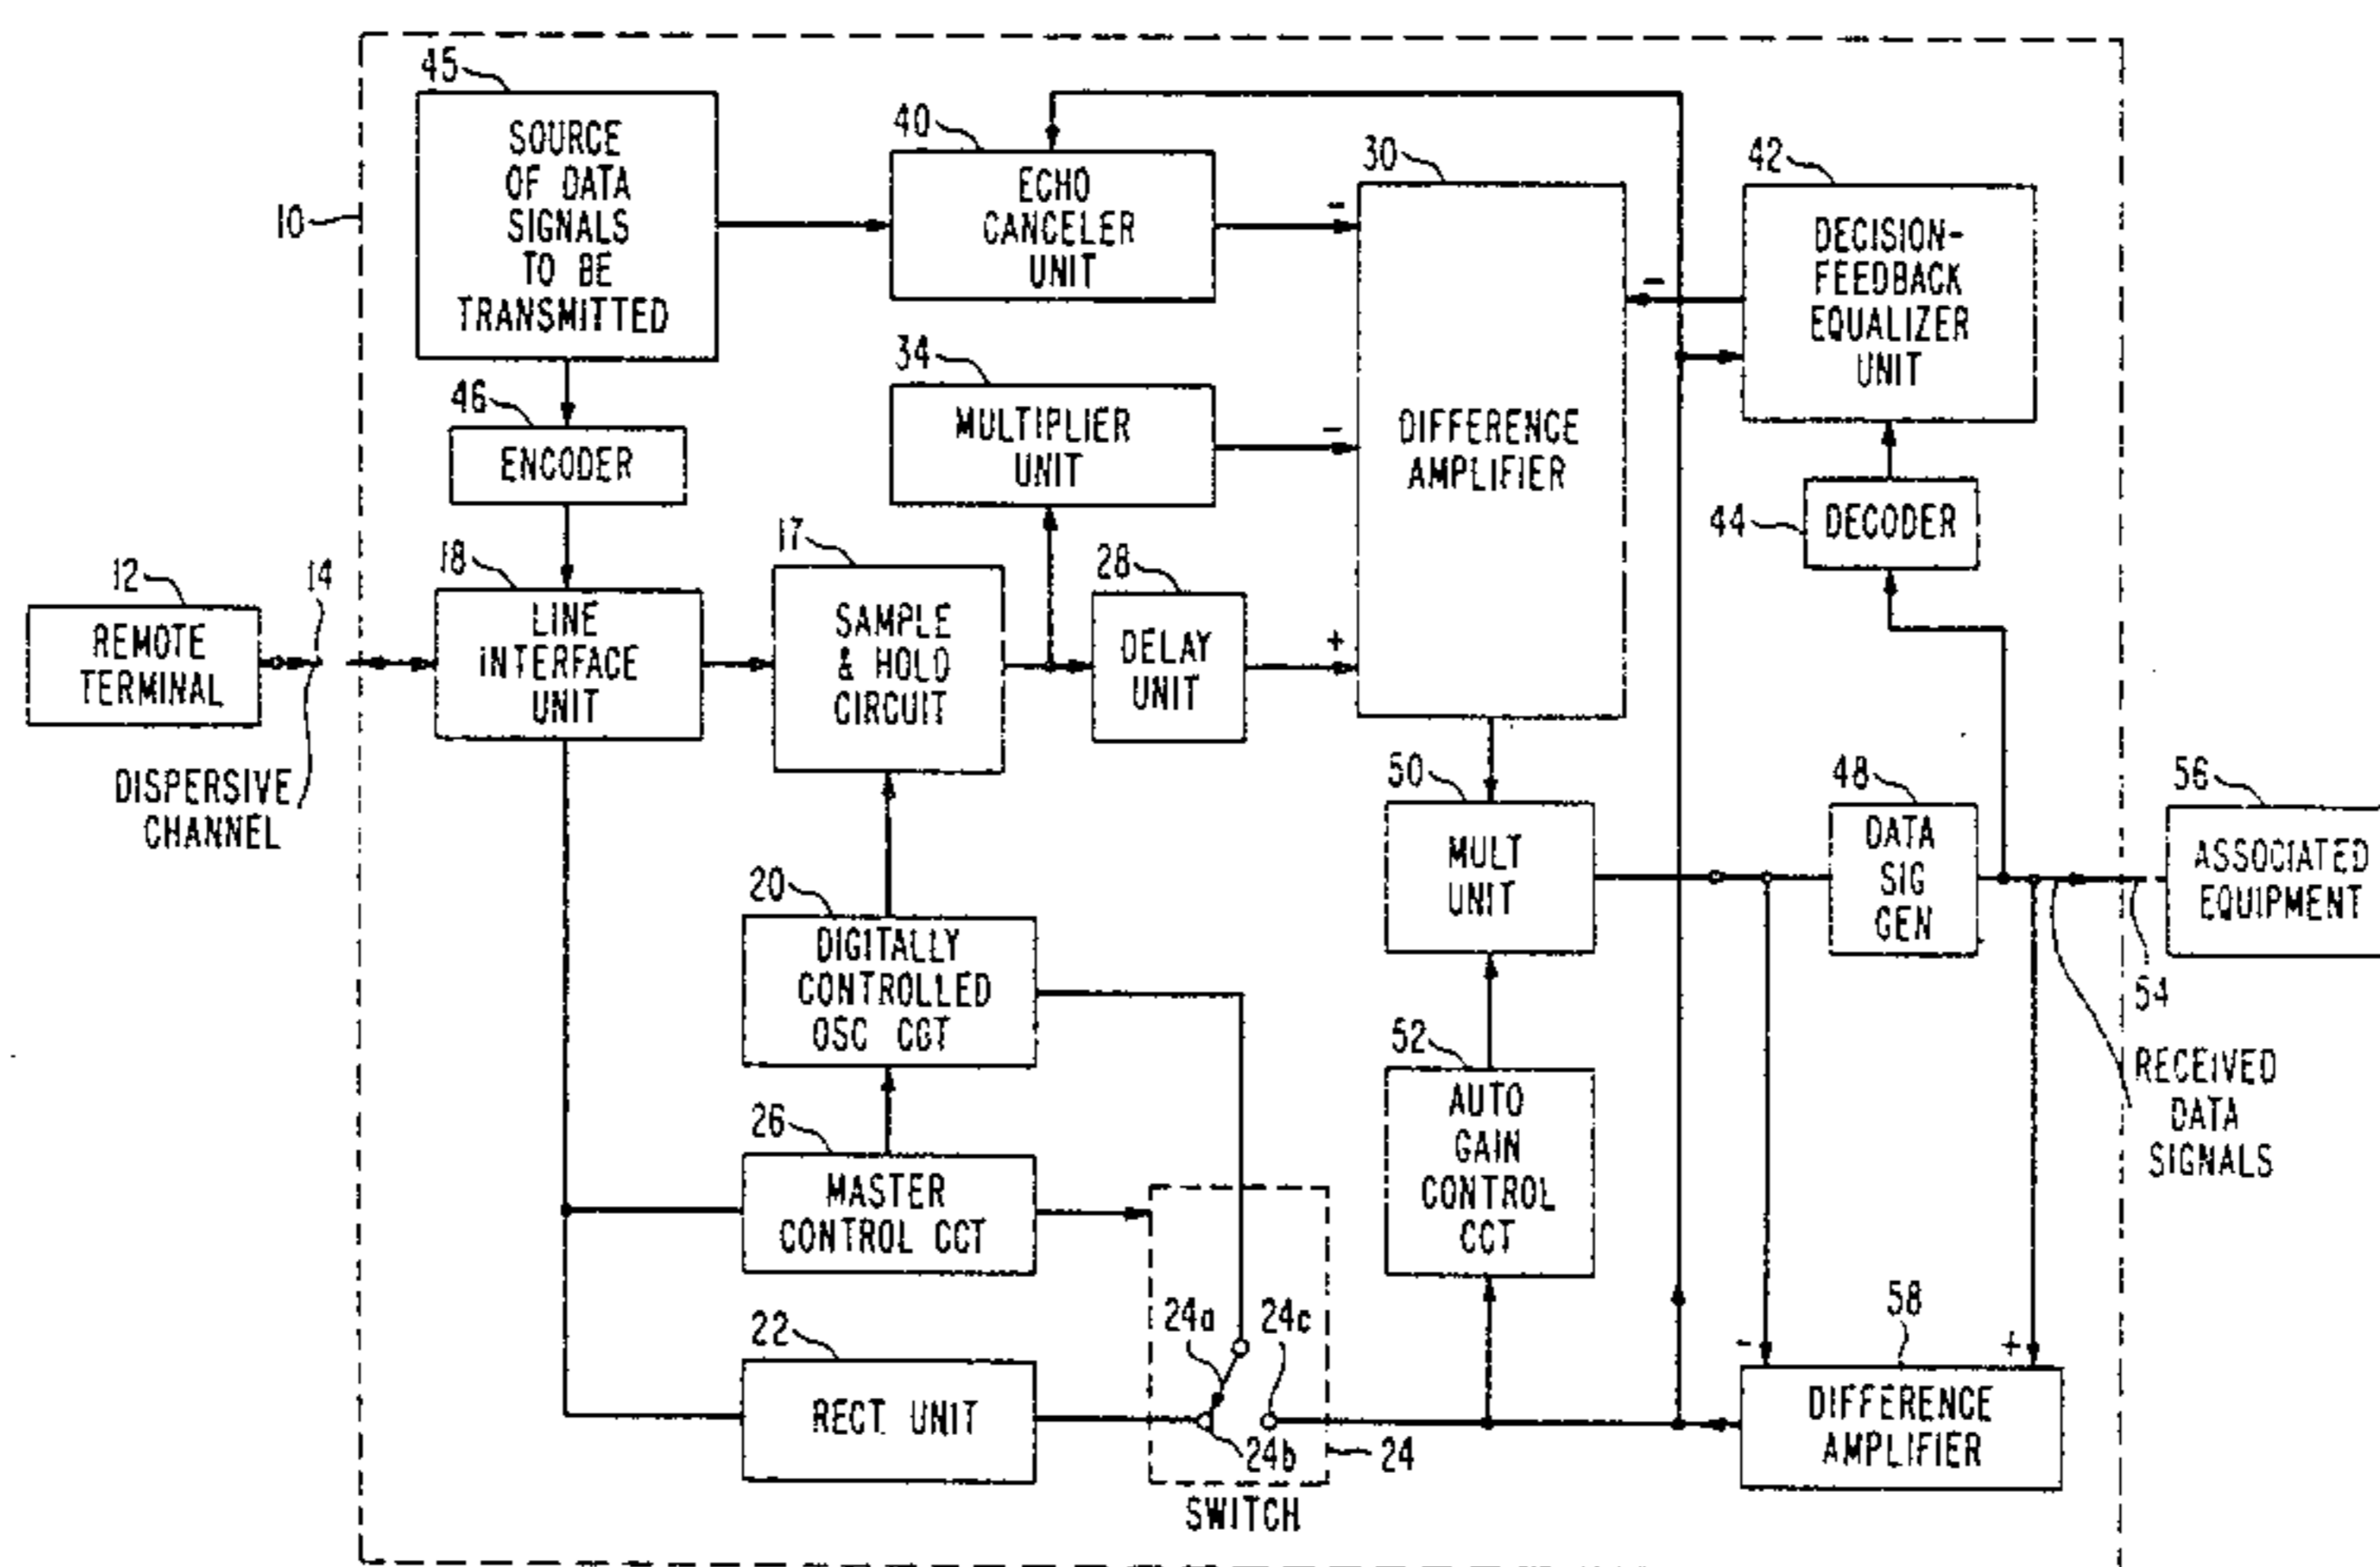 45
SOURCE
OF DATA
SIGNALS
TO BE
TRANSMITTED
40
ECHO
CANCELER
UNIT
-
30
DIFFERENCE
AMPLIFIER
42
DECISION-
FEEDBACK
EQUALIZER
UNIT
-
10
46
ENCODER
34
MULTIPLIER
UNIT
-
44
DECODER
12
REMOTE
TERMINAL
14
DISPERSIVE
CHANNEL
18
LINE
INTERFACE
UNIT
17
SAMPLE
& HOLD
CIRCUIT
28
DELAY
UNIT
+
50
MULT
UNIT
48
DATA
SIG
GEN
56
ASSOCIATED
EQUIPMENT
54
RECEIVED
DATA
SIGNALS
20
DIGITALLY
CONTROLLED
OSC CCT
52
AUTO
GAIN
CONTROL
CCT
26
MASTER
CONTROL CCT
22
RECT UNIT
24a
24c
24b
24
SWITCH
58
-
+
DIFFERENCE
AMPLIFIER